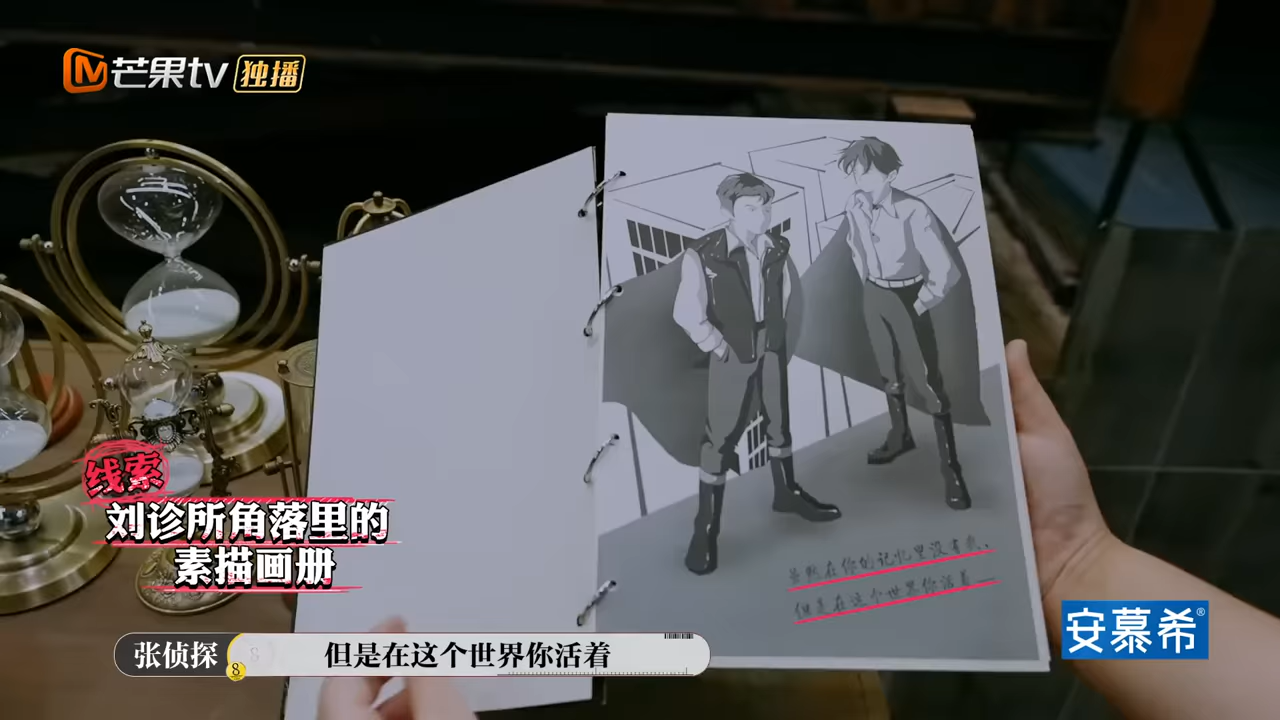 芒果tv 独播
线索
刘诊所角落里的
素描画册
虽然在你的记忆里没有我、
但是在这个世界你活着——
张侦探 8 但是在这个世界你活着
安慕希®